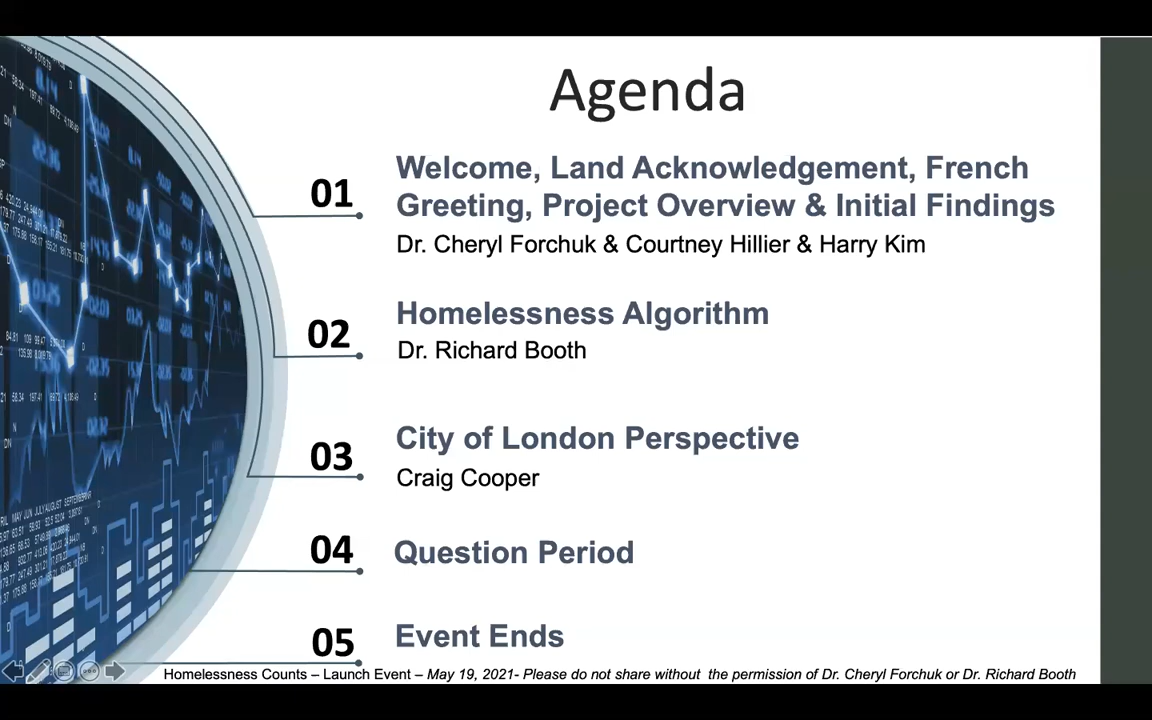 Agenda
01
Welcome, Land Acknowledgement, French
Greeting, Project Overview & Initial Findings
Dr. Cheryl Forchuk & Courtney Hillier & Harry Kim
02
Homelessness Algorithm
Dr. Richard Booth
03
City of London Perspective
Craig Cooper
04
Question Period
05
Event Ends
Homelessness Counts – Launch Event – May 19, 2021- Please do not share without the permission of Dr. Cheryl Forchuk or Dr. Richard Booth